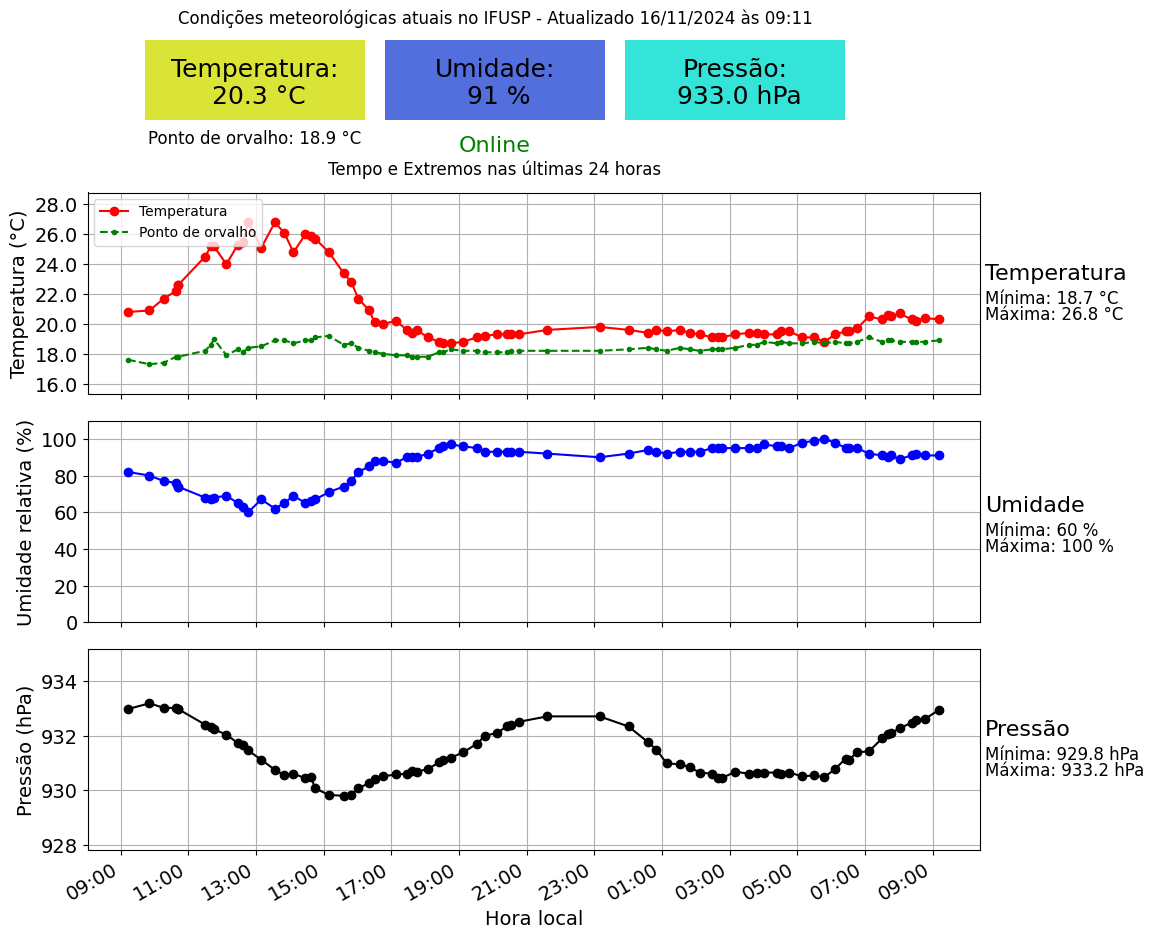 Condições meteorológicas atuais no IFUSP - Atualizado 16/11/2024 às 09:11
Temperatura:
20.3 °C
Umidade:
91 %
Pressão:
933.0 hPa
Ponto de orvalho: 18.9 °C
Online
Tempo e Extremos nas últimas 24 horas
Temperatura (°C)
28.0
26.0
24.0
22.0
20.0
18.0
16.0
Temperatura
Ponto de orvalho
Temperatura
Mínima: 18.7 °C
Máxima: 26.8 °C
Umidade relativa (%)
100
80
60
40
20
0
Umidade
Mínima: 60 %
Máxima: 100 %
Pressão (hPa)
934
932
930
928
Pressão
Mínima: 929.8 hPa
Máxima: 933.2 hPa
09:00 11:00 13:00 15:00 17:00 19:00 21:00 23:00 01:00 03:00 05:00 07:00 09:00
Hora local